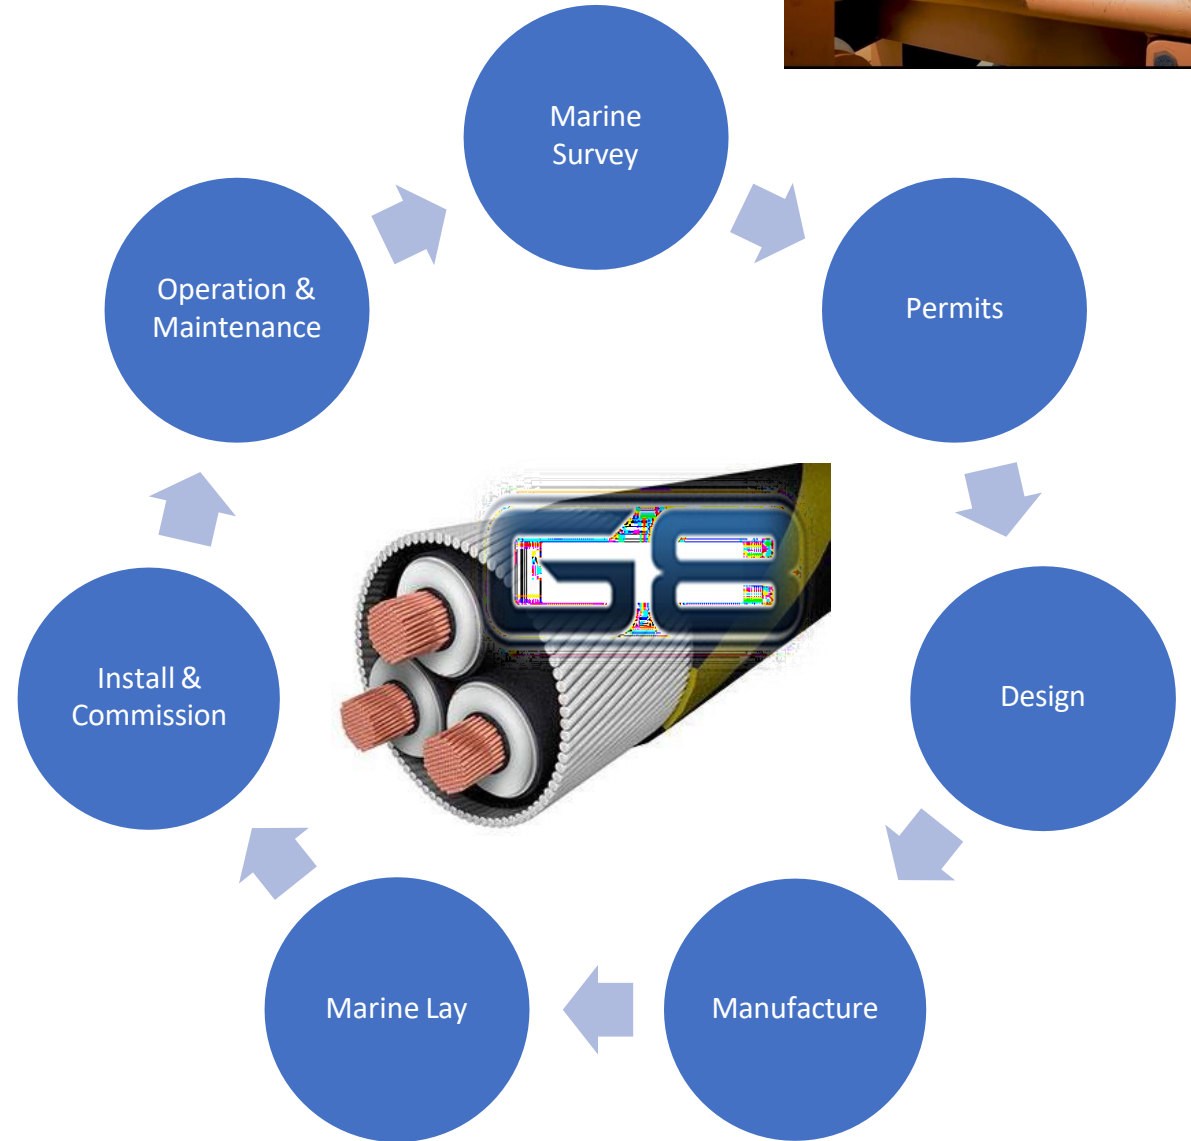 Marine
Survey
Permits
Design
Manufacture
Marine Lay
Install &
Commission
Operation &
Maintenance
G8